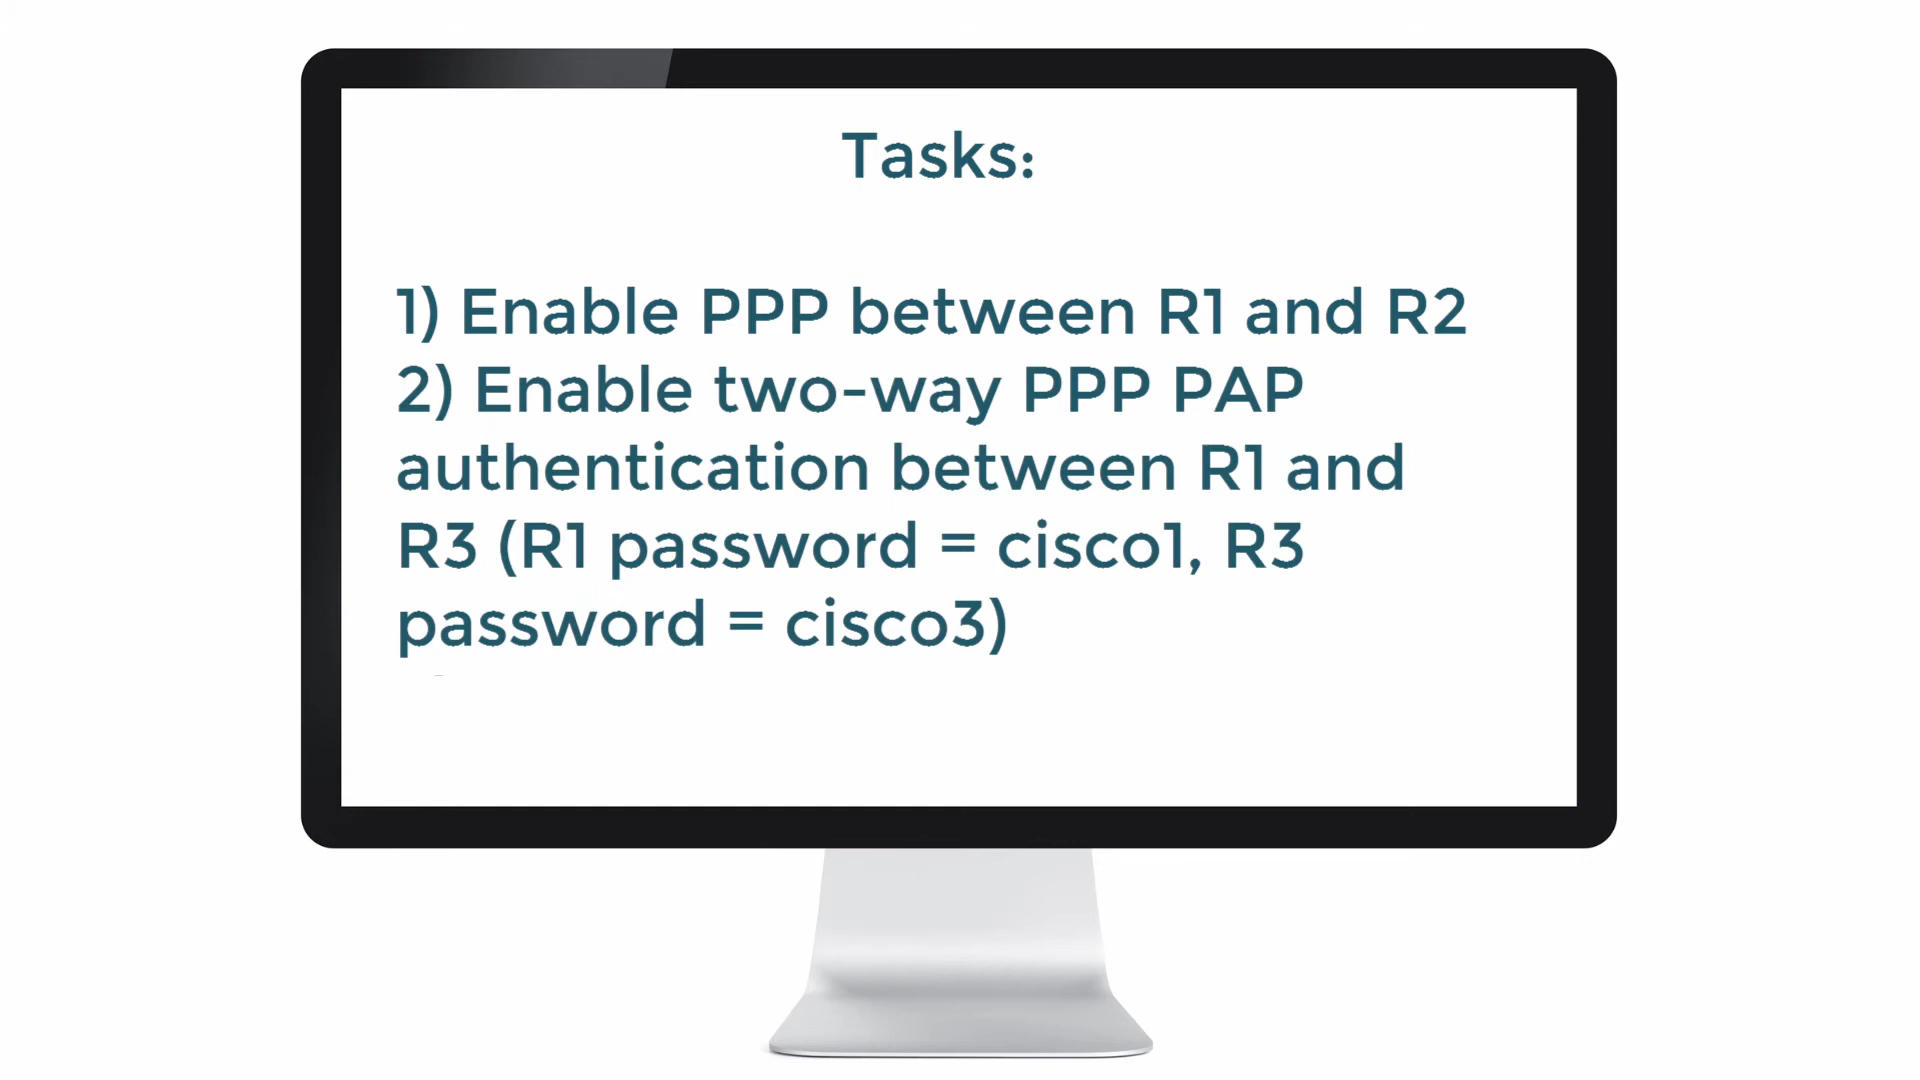 Tasks:
1) Enable PPP between R1 and R2
2) Enable two-way PPP PAP
authentication between R1 and
R3 (R1 password = cisco1, R3
password = cisco3)